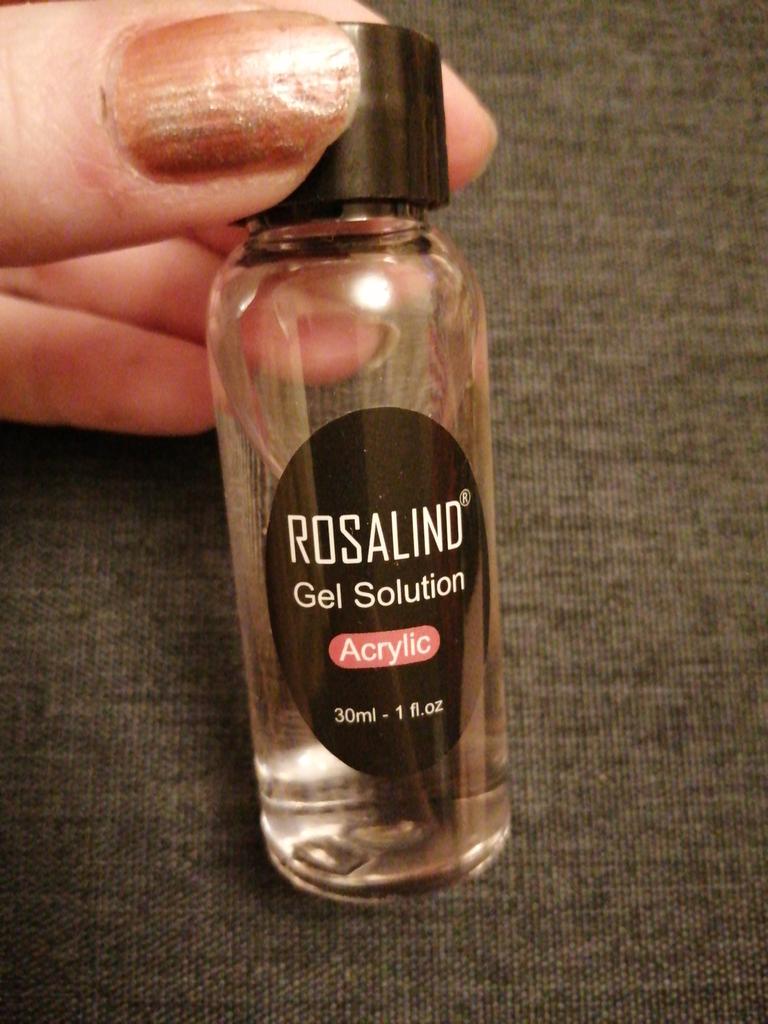 ROSALIND®
Gel Solution
Acrylic
30ml - 1 fl.oz